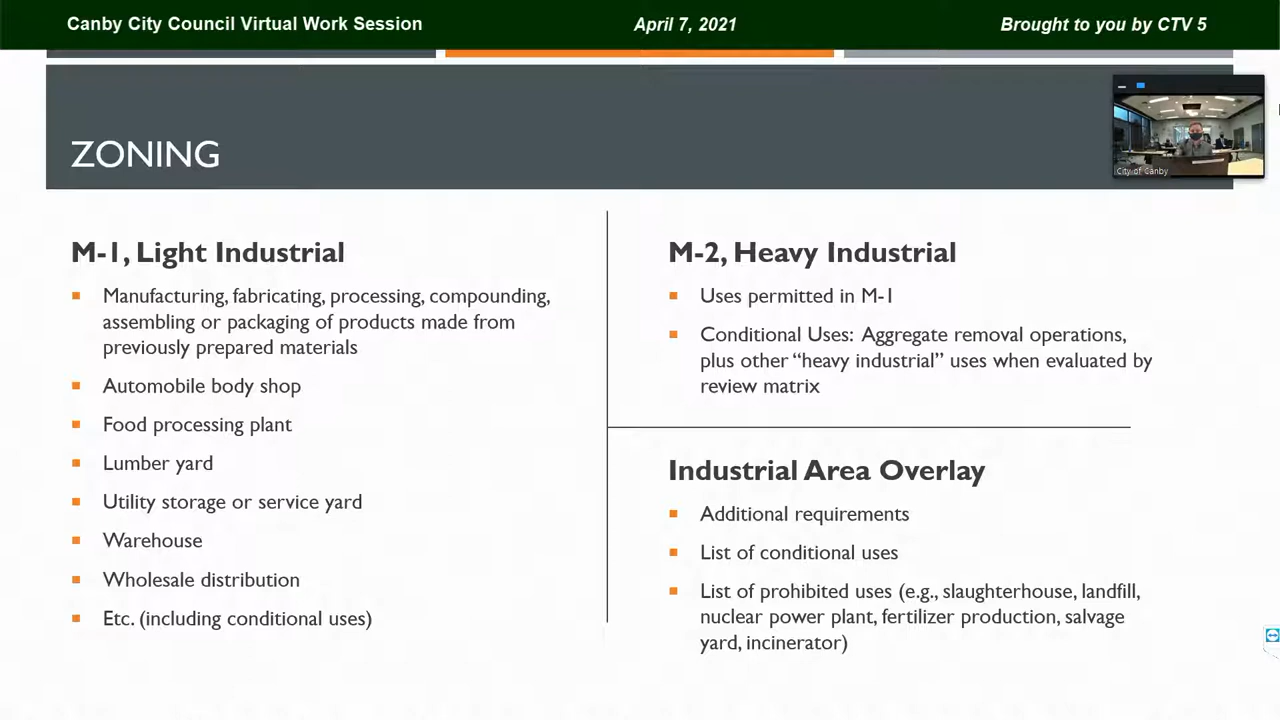 Canby City Council Virtual Work Session
April 7, 2021
Brought to you by CTV 5
City of Canby
ZONING
M-1, Light Industrial
Manufacturing, fabricating, processing, compounding,
assembling or packaging of products made from
previously prepared materials
Automobile body shop
Food processing plant
Lumber yard
Utility storage or service yard
Warehouse
Wholesale distribution
Etc. (including conditional uses)
M-2, Heavy Industrial
Uses permitted in M-1
Conditional Uses: Aggregate removal operations,
plus other “heavy industrial” uses when evaluated by
review matrix
Industrial Area Overlay
Additional requirements
List of conditional uses
List of prohibited uses (e.g., slaughterhouse, landfill,
nuclear power plant, fertilizer production, salvage
yard, incinerator)